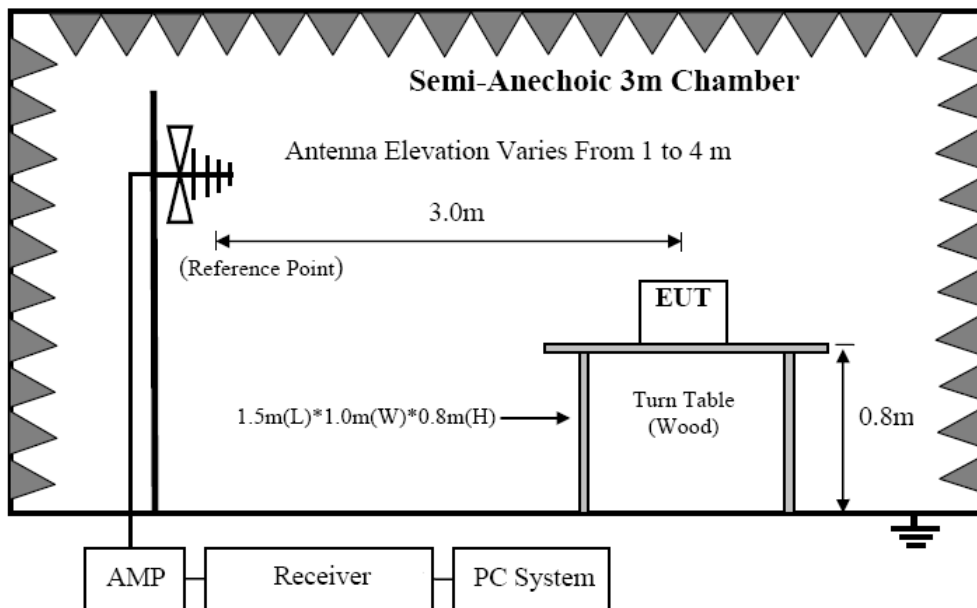 Semi-Anechoic 3m Chamber
Antenna Elevation Varies From 1 to 4 m
3.0m
(Reference Point)
EUT
1.5m(L)*1.0m(W)*0.8m(H)
Turn Table
(Wood)
0.8m
AMP
Receiver
PC System